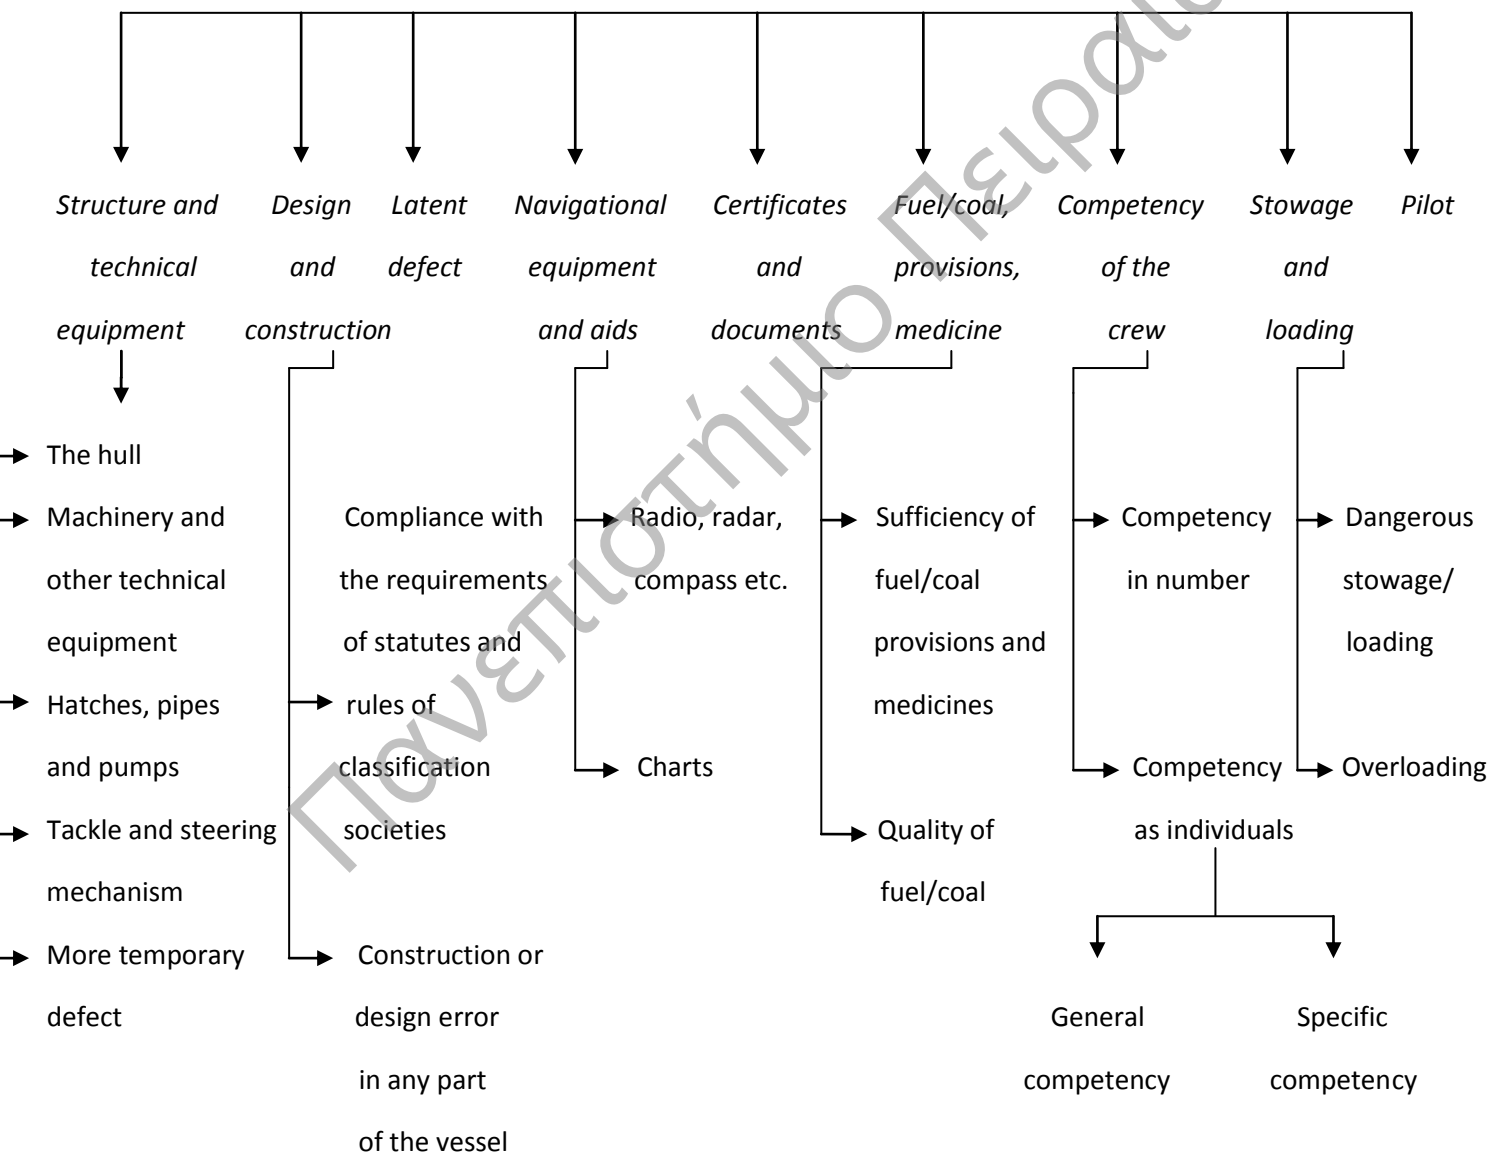 Structure and
technical
equipment
Design
and
construction
Latent
defect
Navigational
equipment
and aids
Certificates
and
documents
Fuel/coal,
provisions,
medicine
Competency
of the
crew
Stowage
and
loading
Pilot
The hull
Machinery and
other technical
equipment
Hatches, pipes
and pumps
Tackle and steering
mechanism
More temporary
defect
Compliance with
the requirements
of statutes and
rules of
classification
societies
Construction or
design error
in any part
of the vessel
Radio, radar,
compass etc.
Charts
Sufficiency of
fuel/coal
provisions and
medicines
Quality of
fuel/coal
Competency
in number
Competency
as individuals
General
competency
Specific
competency
Dangerous
stowage/
loading
Overloading
Πανεπιστήμιο